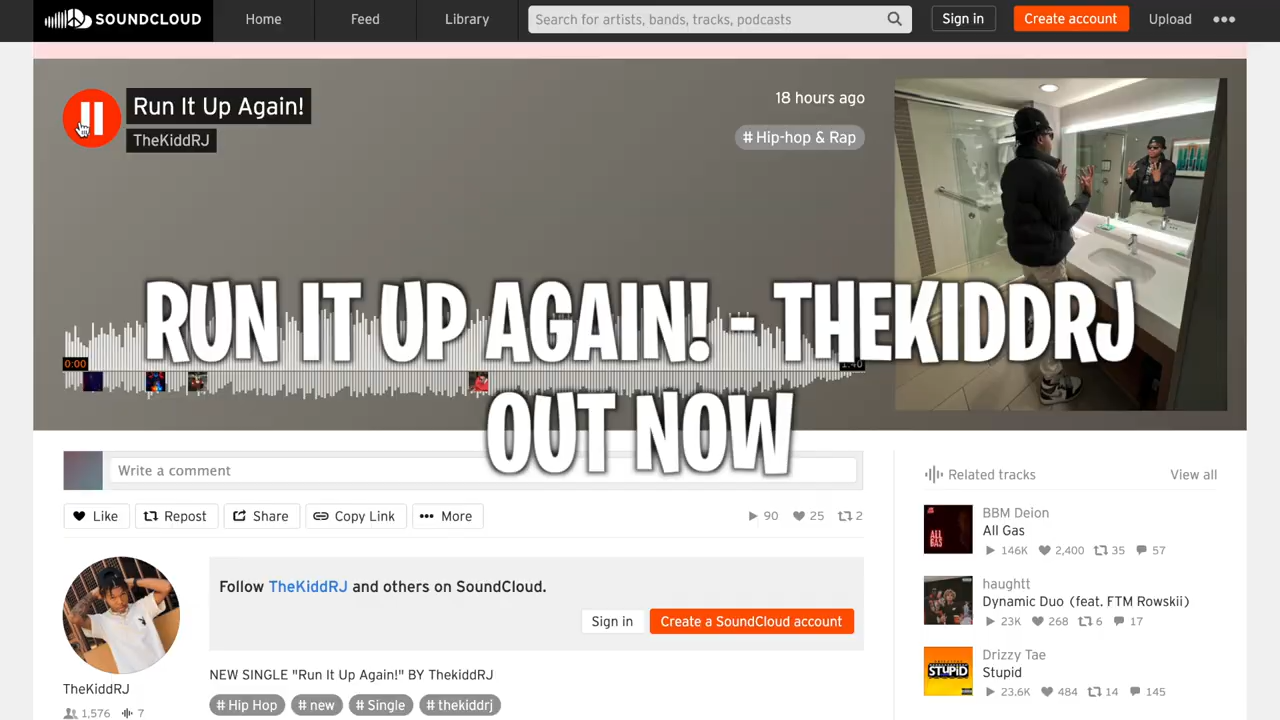 SOUNDCLOUD
Home
Feed
Library
Search for artists, bands, tracks, podcasts
Sign in
Create account
Upload
Run It Up Again!
TheKiddRJ
18 hours ago
# Hip-hop & Rap
RUN IT UP AGAIN! - THEKIDDRJ
OUT NOW
0:00
Write a comment
Like
Repost
Share
Copy Link
More
90
25
2
Follow TheKiddRJ and others on SoundCloud.
Sign in
Create a SoundCloud account
TheKiddRJ
1,576
7
NEW SINGLE "Run It Up Again!" BY ThekiddRJ
# Hip Hop
# new
# Single
# thekiddrj
Related tracks
View all
BBM Deion
All Gas
146K
2,400
35
57
haughtt
Dynamic Duo (feat. FTM Rowskii)
23K
268
6
17
Drizzy Tae
Stupid
23.6K
484
14
145
ALL
GAS
STUPID